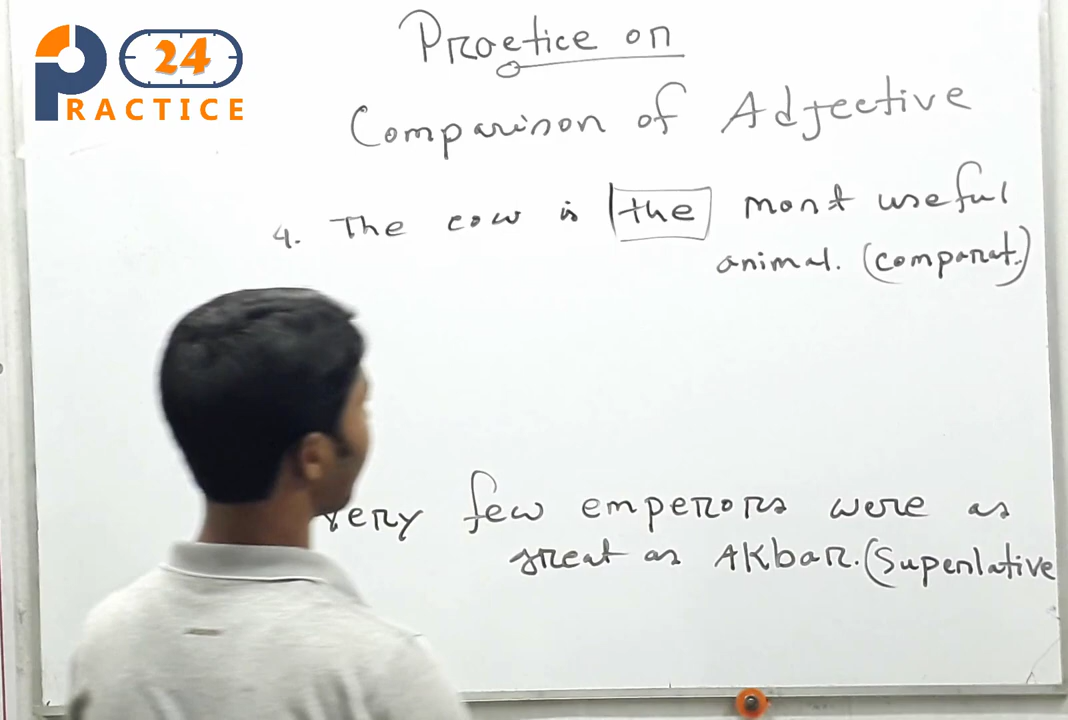 24
PRACTICE
Practice on
Comparison of Adjective
4. The cow is the most useful
animal. (comparat.)
very few emperors were as
great as Akbar. (Superlative